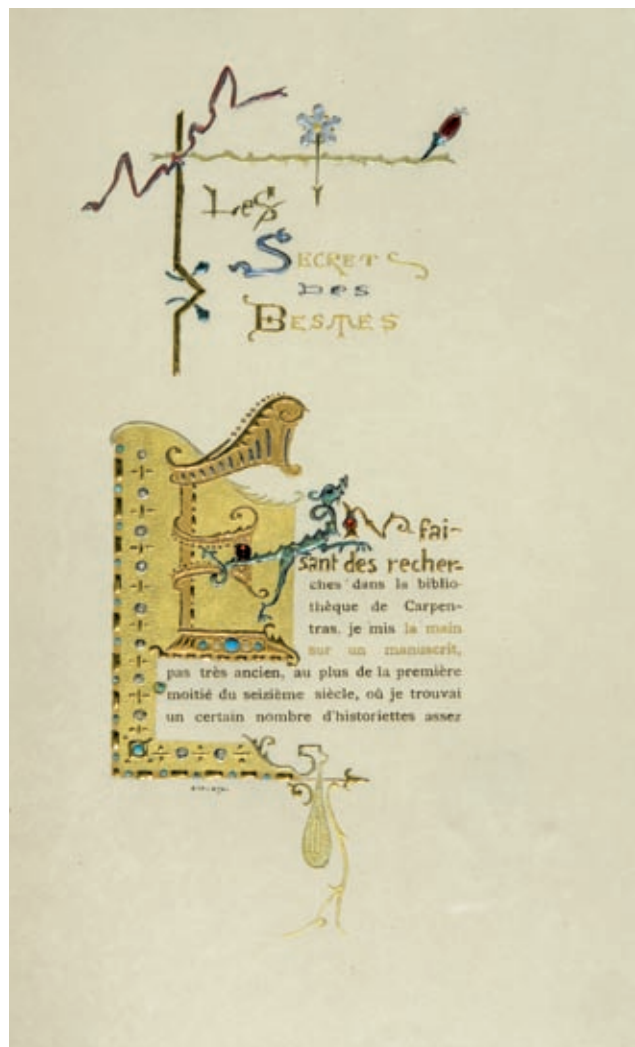 Les
Secrets
des
Bestes
En fai-
sant des recher-
ches dans la biblio-
thèque de Carpen-
tras, je mis la main
sur un manuscrit,
pas très ancien, au plus de la première
moitié du seizième siècle, où je trouvai
un certain nombre d'historiettes assez